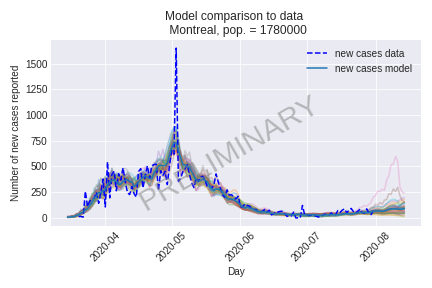 Model comparison to data
Montreal, pop. = 1780000
new cases data
new cases model
PRELIMINARY
Number of new cases reported
1500
1250
1000
750
500
250
0
2020-04
2020-05
2020-06
2020-07
2020-08
Day